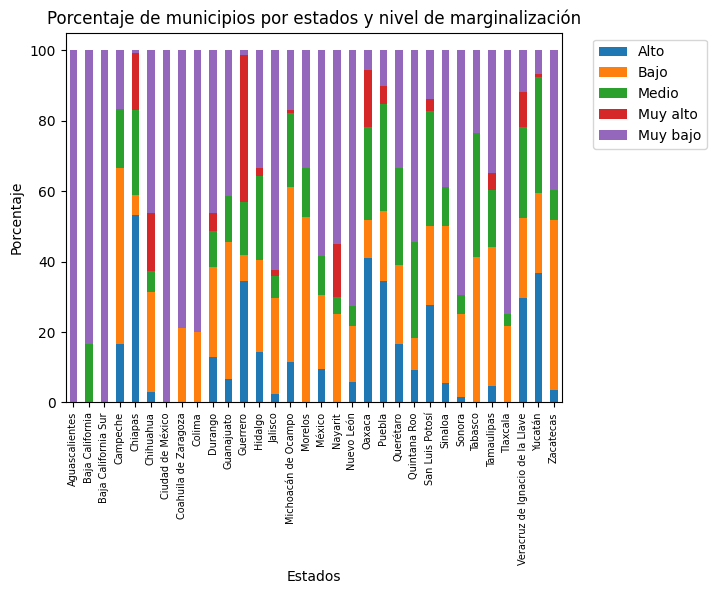 Porcentaje de municipios por estados y nivel de marginalización
100
80
60
40
20
0
Porcentaje
Aguascalientes
Baja California
Baja California Sur
Campeche
Chiapas
Chihuahua
Ciudad de México
Coahuila de Zaragoza
Colima
Durango
Guanajuato
Guerrero
Hidalgo
Jalisco
Michoacán de Ocampo
Morelos
México
Nayarit
Nuevo León
Oaxaca
Puebla
Querétaro
Quintana Roo
San Luis Potosí
Sinaloa
Sonora
Tabasco
Tamaulipas
Tlaxcala
Veracruz de Ignacio de la Llave
Yucatán
Zacatecas
Estados
Alto
Bajo
Medio
Muy alto
Muy bajo